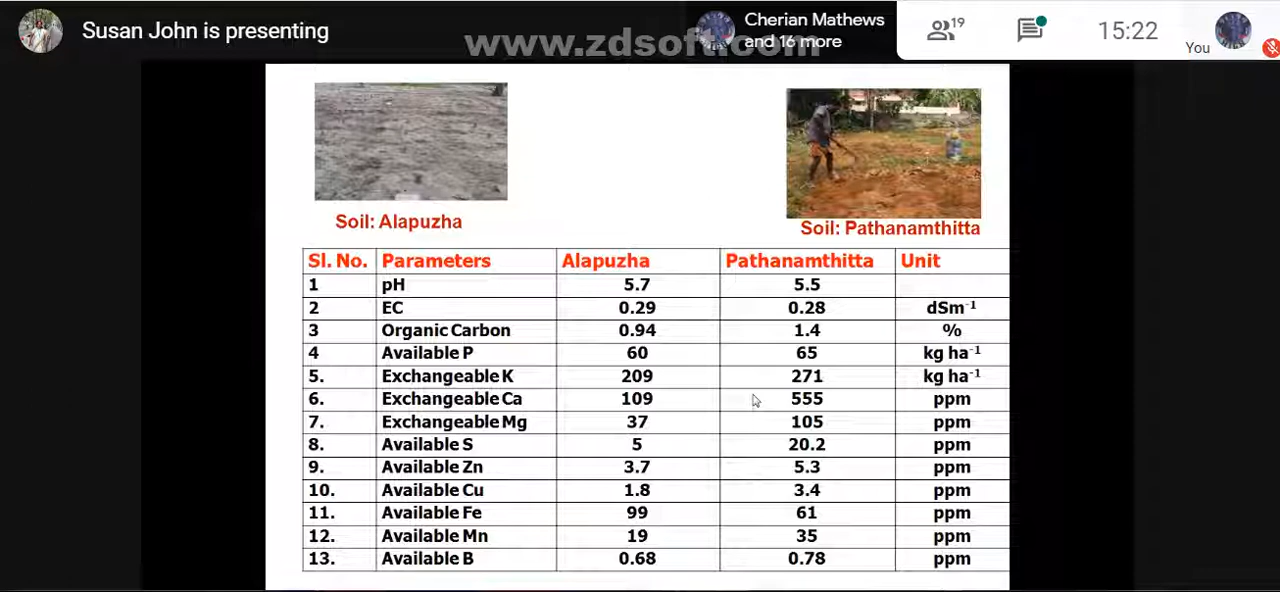 Susan John is presenting
www.zdsoft.com
Cherian Mathews
and 16 more
19
15:22
You
Soil: Alapuzha
Soil: Pathanamthitta
Sl. No. Parameters Alapuzha Pathanamthitta Unit
1 pH 5.7 5.5
2 EC 0.29 0.28 dSm⁻¹
3 Organic Carbon 0.94 1.4 %
4 Available P 60 65 kg ha⁻¹
5. Exchangeable K 209 271 kg ha⁻¹
6. Exchangeable Ca 109 555 ppm
7. Exchangeable Mg 37 105 ppm
8. Available S 5 20.2 ppm
9. Available Zn 3.7 5.3 ppm
10. Available Cu 1.8 3.4 ppm
11. Available Fe 99 61 ppm
12. Available Mn 19 35 ppm
13. Available B 0.68 0.78 ppm